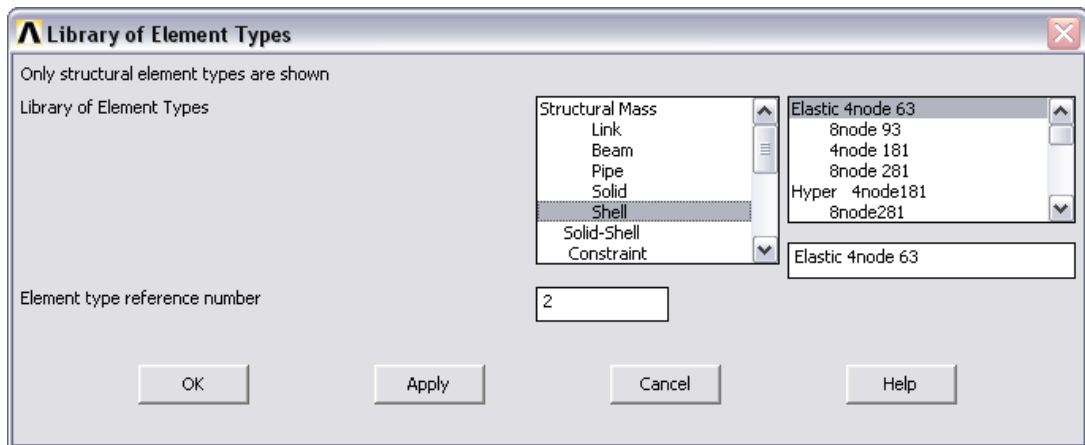 Library of Element Types
Only structural element types are shown
Library of Element Types
Structural Mass
Link
Beam
Pipe
Solid
Shell
Solid-Shell
Constraint
Elastic 4node 63
8node 93
4node 181
8node 281
Hyper 4node181
8node281
Elastic 4node 63
Element type reference number
2
OK
Apply
Cancel
Help